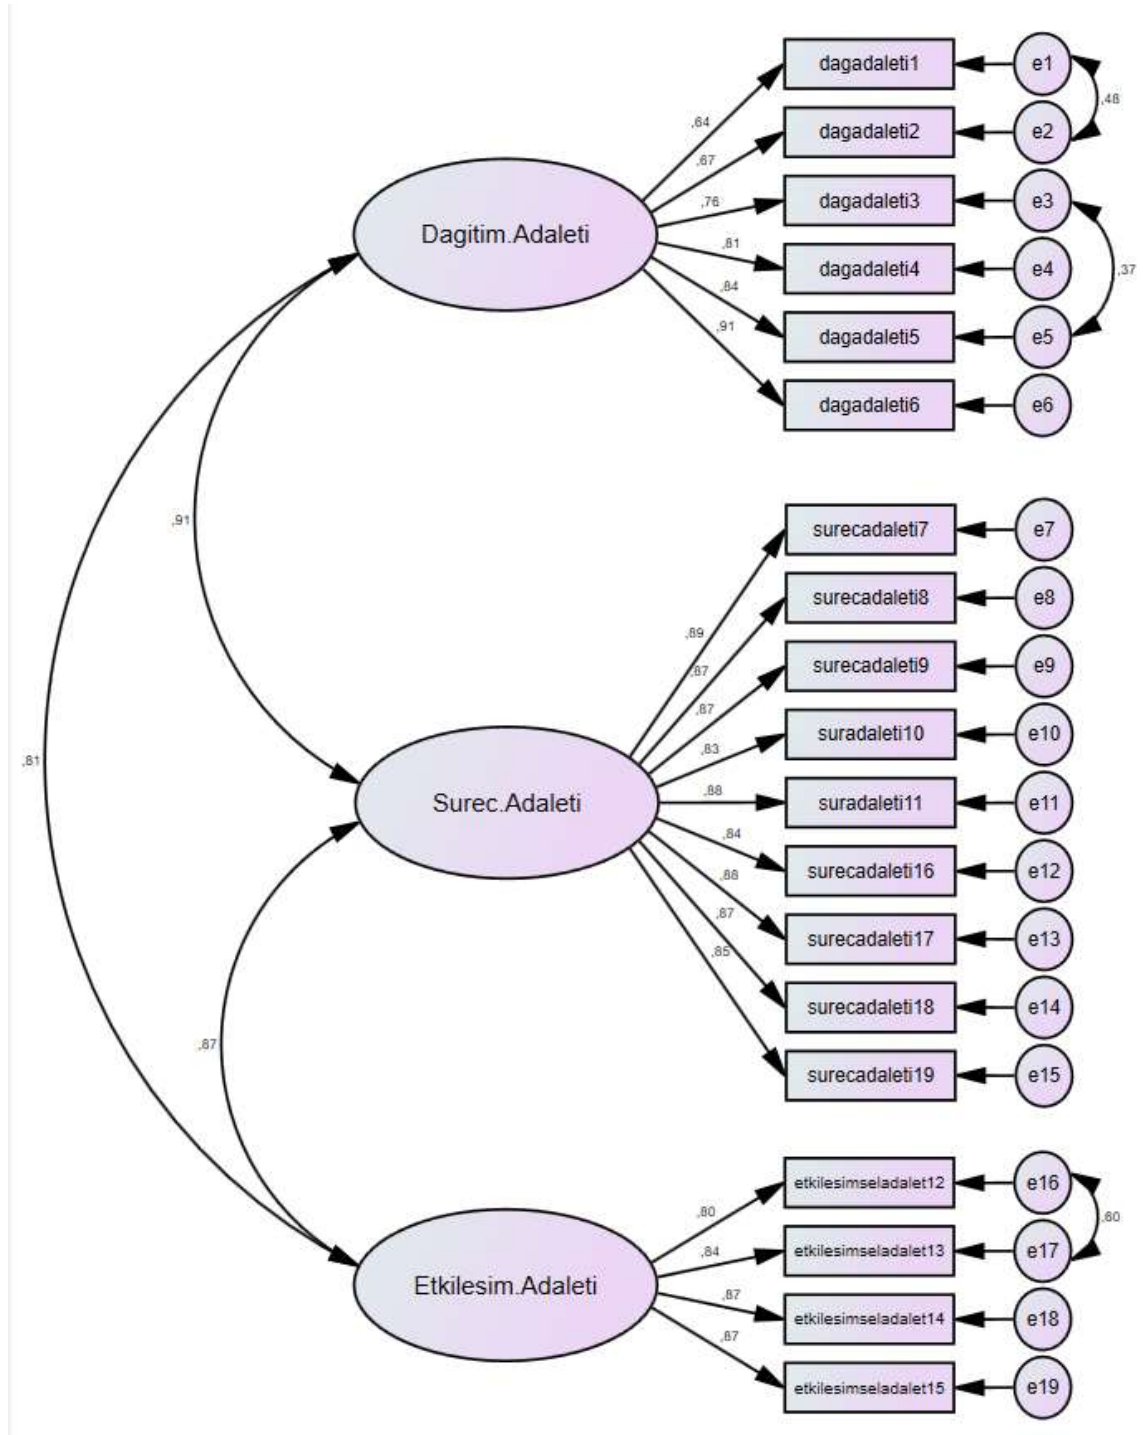 dagadaleti1
e1
,48
,64
dagadaleti2
e2
,67
dagadaleti3
e3
,76
Dagitim.Adaleti
,81
dagadaleti4
e4
,37
,84
dagadaleti5
e5
,91
dagadaleti6
e6
,91
surecadaleti7
e7
surecadaleti8
e8
,89
surecadaleti9
e9
,87
,87
suradaleti10
e10
,83
,81
Surec.Adaleti
,88
suradaleti11
e11
,84
surecadaleti16
e12
,88
,87
surecadaleti17
e13
,85
surecadaleti18
e14
,87
surecadaleti19
e15
etkilesimseladalet12
e16
,80
,60
,84
etkilesimseladalet13
e17
Etkilesim.Adaleti
,87
etkilesimseladalet14
e18
,87
etkilesimseladalet15
e19